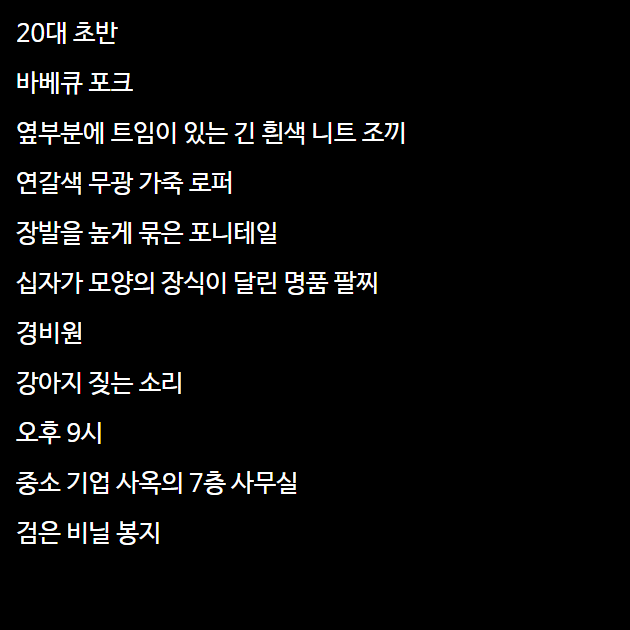 20대 초반
바베큐 포크
옆부분에 트임이 있는 긴 흰색 니트 조끼
연갈색 무광 가죽 로퍼
장발을 높게 묶은 포니테일
십자가 모양의 장식이 달린 명품 팔찌
경비원
강아지 짖는 소리
오후 9시
중소 기업 사옥의 7층 사무실
검은 비닐 봉지